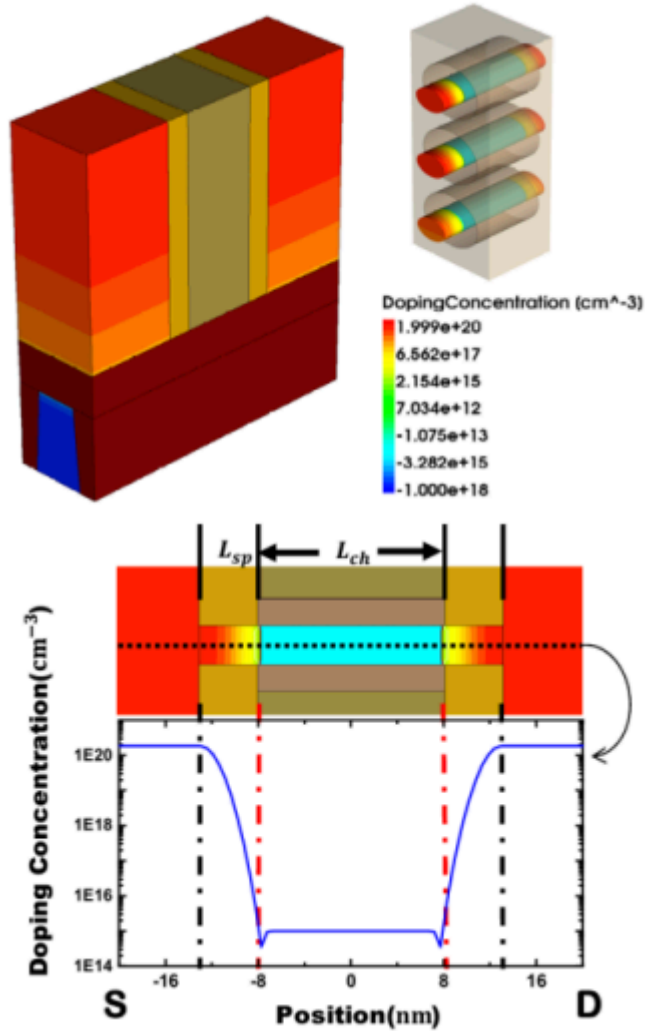 DopingConcentration (cm^-3)
1.999e+20
6.562e+17
2.154e+15
7.034e+12
-1.075e+13
-3.282e+15
-1.000e+18
L_sp L_ch
Doping Concentration(cm⁻³)
1E20
1E18
1E16
1E14
-16 -8 0 8 16
S Position(nm) D